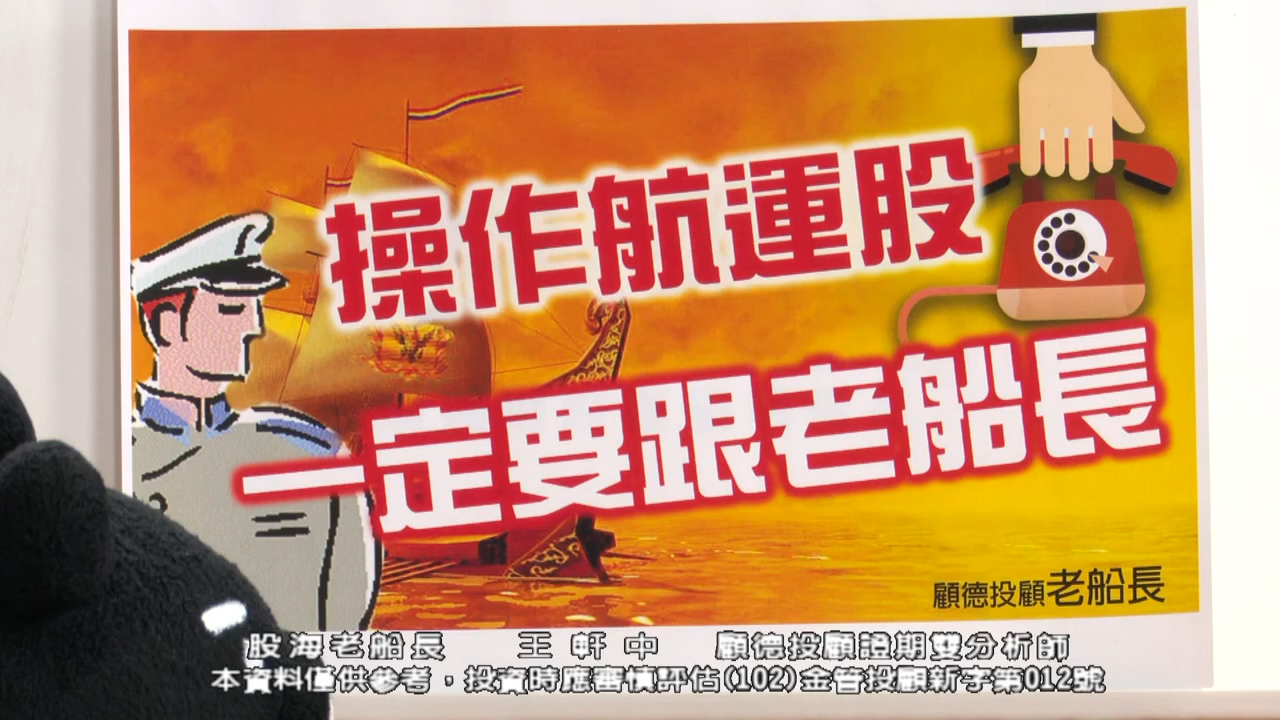 操作航運股
一定要跟老船長
顧德投顧老船長
股海老船長 王軒中 顧德投顧證期雙分析師
本資料僅供參考，投資時應審慎評估(102)金管投顧新字第012號